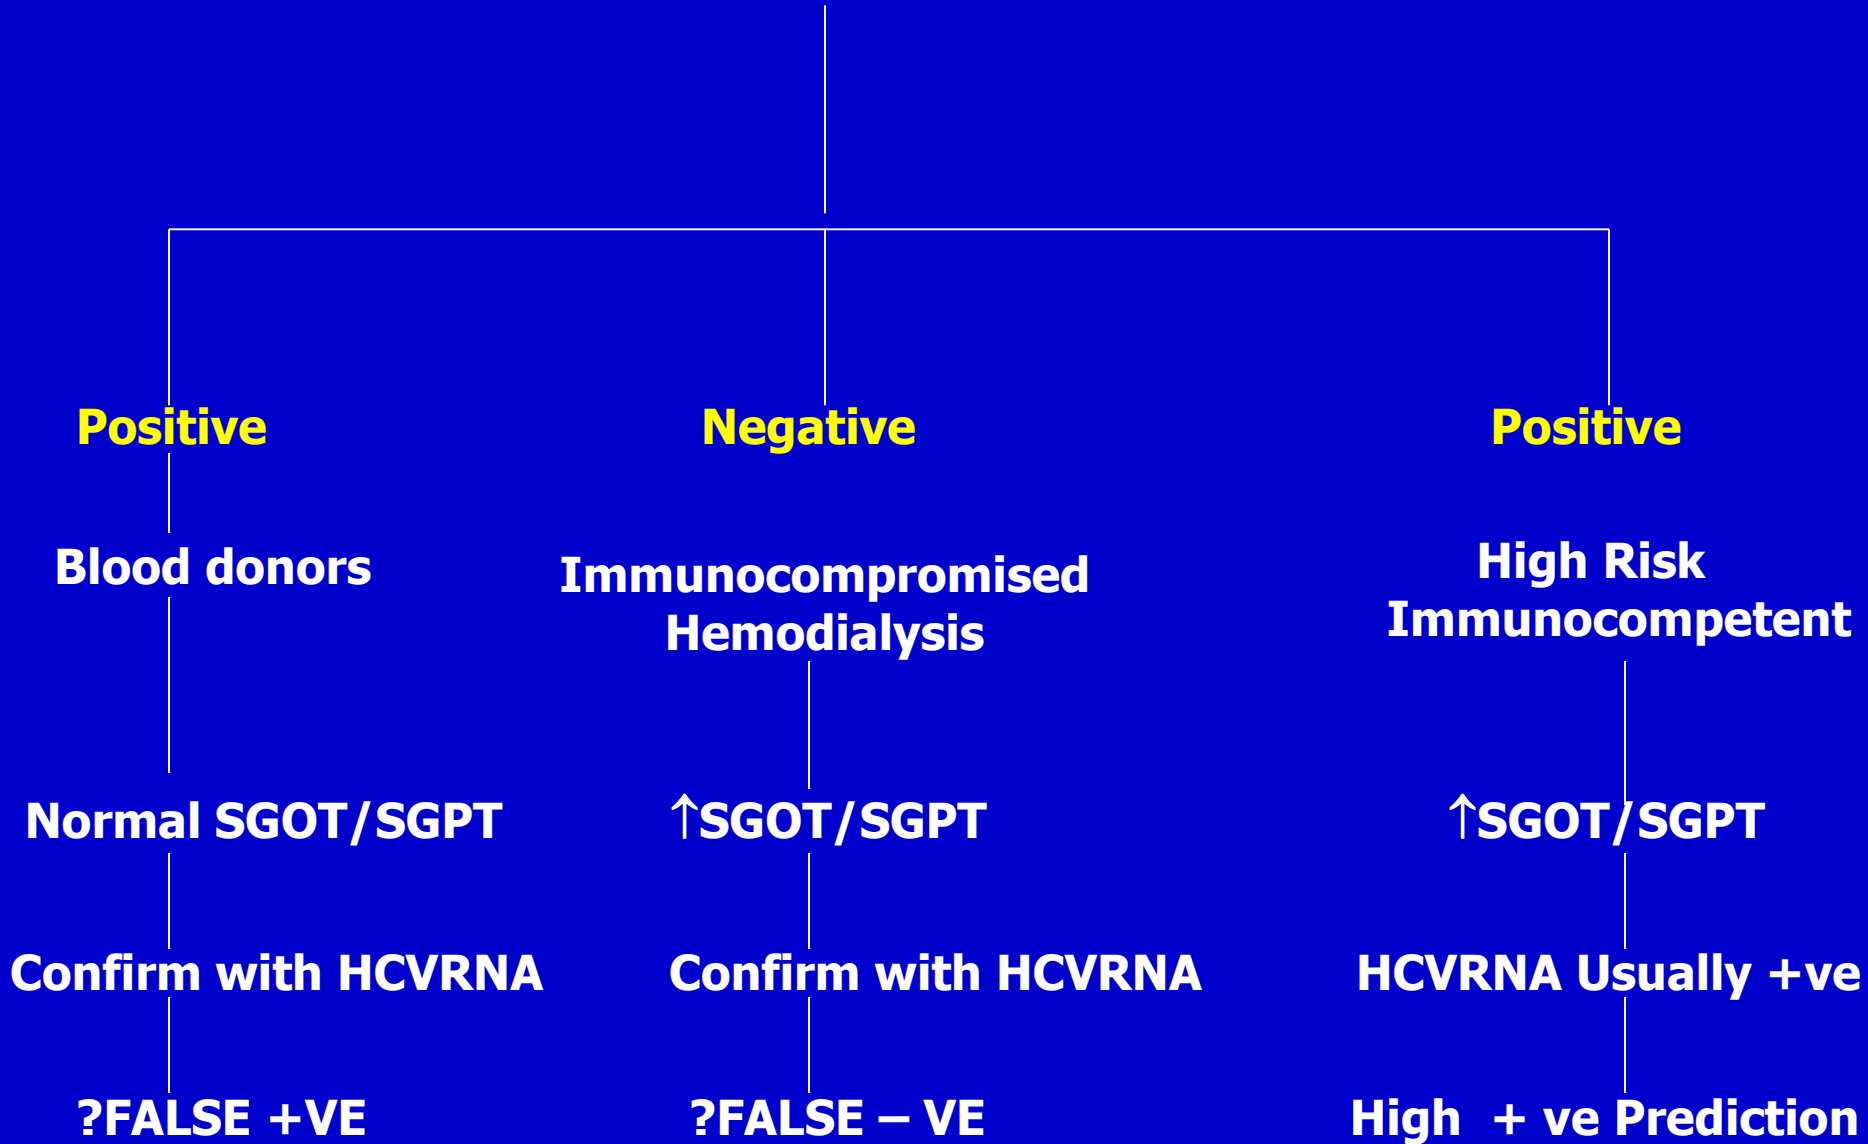 Positive
Negative
Positive
Blood donors
Immunocompromised
Hemodialysis
High Risk
Immunocompetent
Normal SGOT/SGPT
↑SGOT/SGPT
↑SGOT/SGPT
Confirm with HCVRNA
Confirm with HCVRNA
HCVRNA Usually +ve
?FALSE +VE
?FALSE – VE
High + ve Prediction